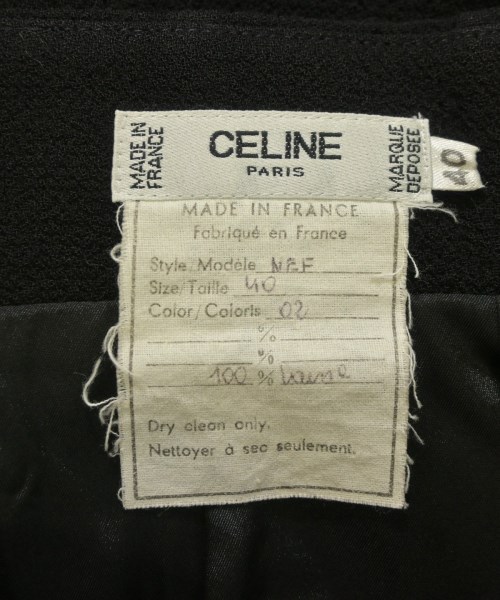 MADE IN
FRANCE
CELINE
PARIS
MARQUE
DEPOSEE
40
MADE IN FRANCE
Fabriqué en France
Style/Modèle NEF
Size/Taille 40
Color/Coloris 02
%
%
100 % laine
Dry clean only.
Nettoyer à sec seulement.